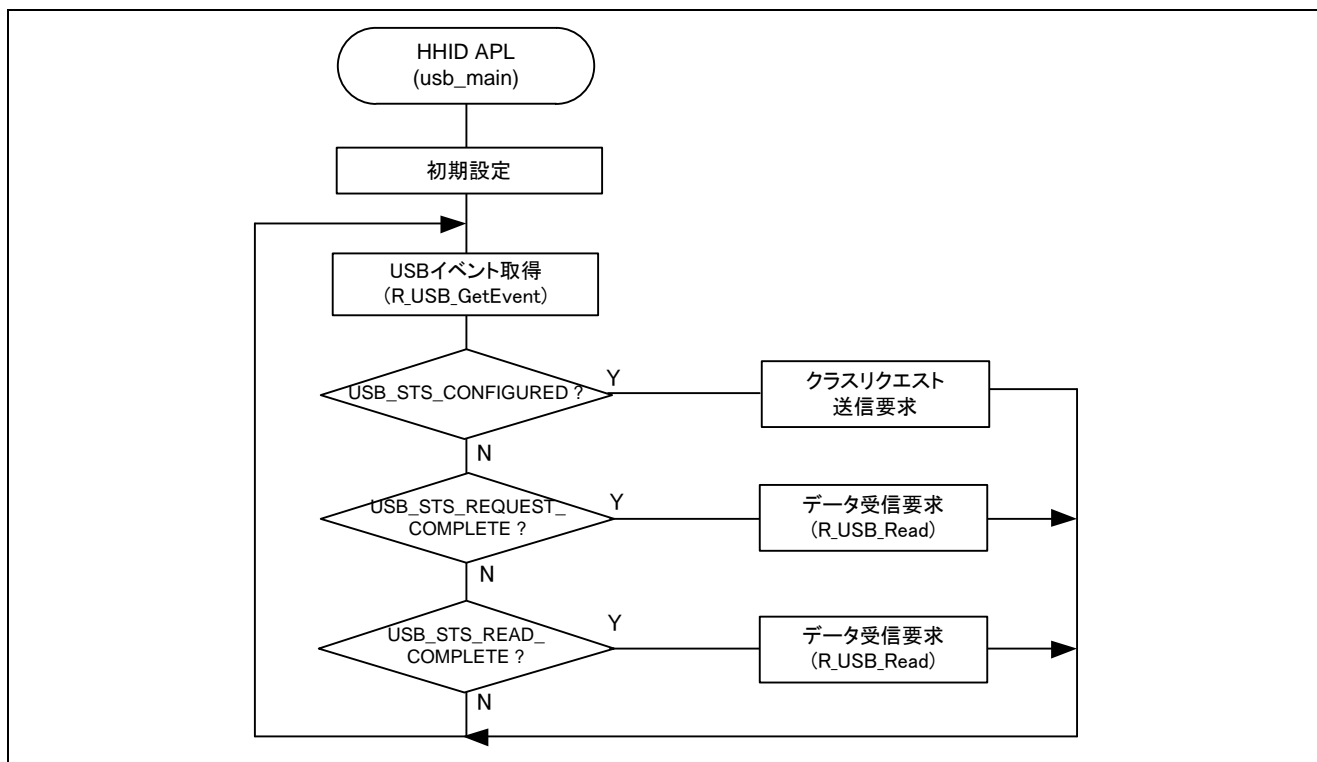 HHID APL
(usb_main)
初期設定
USBイベント取得
(R_USB_GetEvent)
USB_STS_CONFIGURED ?
Y
クラスリクエスト
送信要求
N
USB_STS_REQUEST_
COMPLETE ?
Y
データ受信要求
(R_USB_Read)
N
USB_STS_READ_
COMPLETE ?
Y
データ受信要求
(R_USB_Read)
N